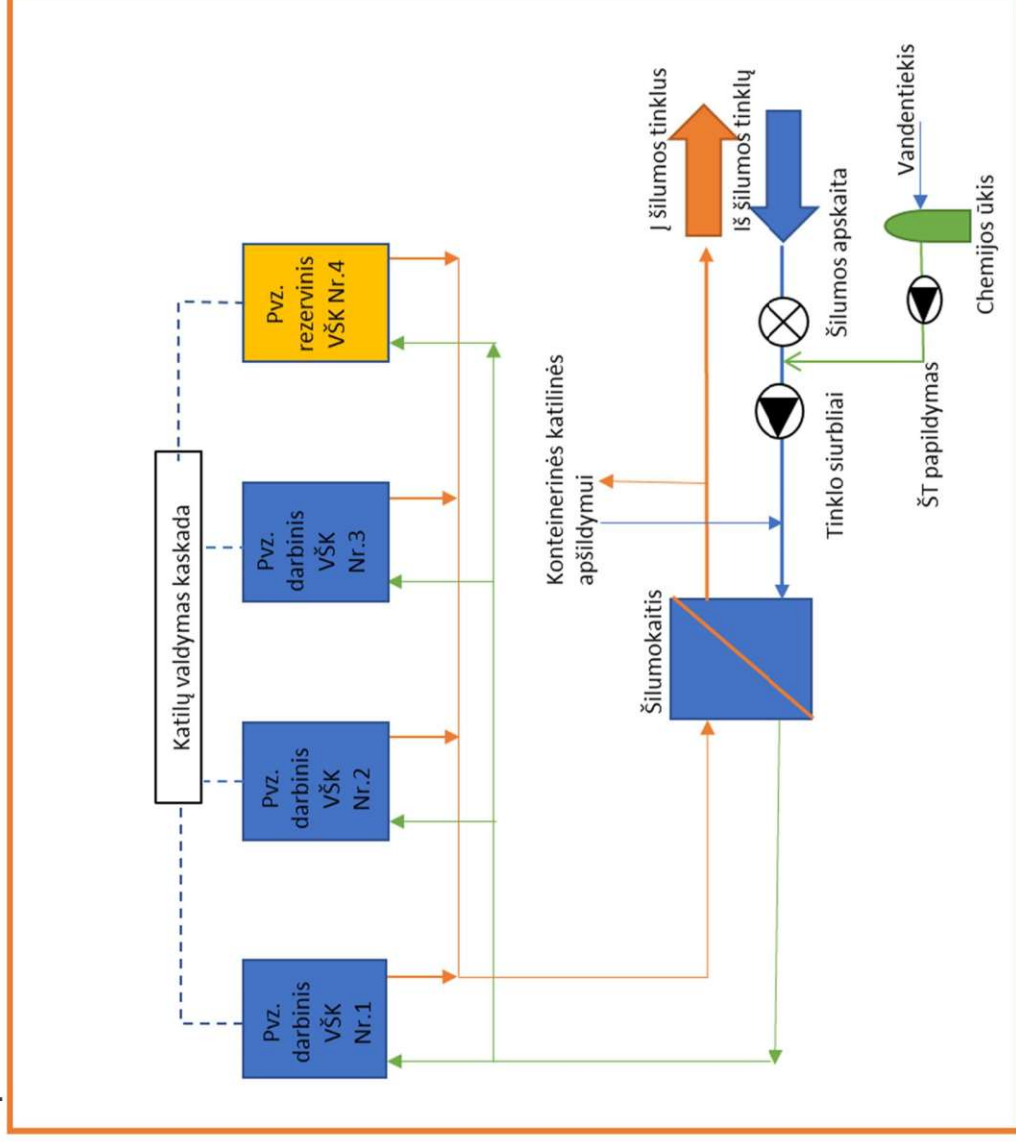 Katilų valdymas kaskada
Pvz.
darbinis
VŠK
Nr.1
Pvz.
darbinis
VŠK
Nr.2
Pvz.
darbinis
VŠK
Nr.3
Pvz.
rezervinis
VŠK Nr.4
Šilumokaitis
Konteinerinės katilinės
apšildymui
Į šilumos tinklus
Iš šilumos tinklų
Tinklo siurbliai
Šilumos apskaita
ŠT papildymas
Vandentiekis
Chemijos ūkis